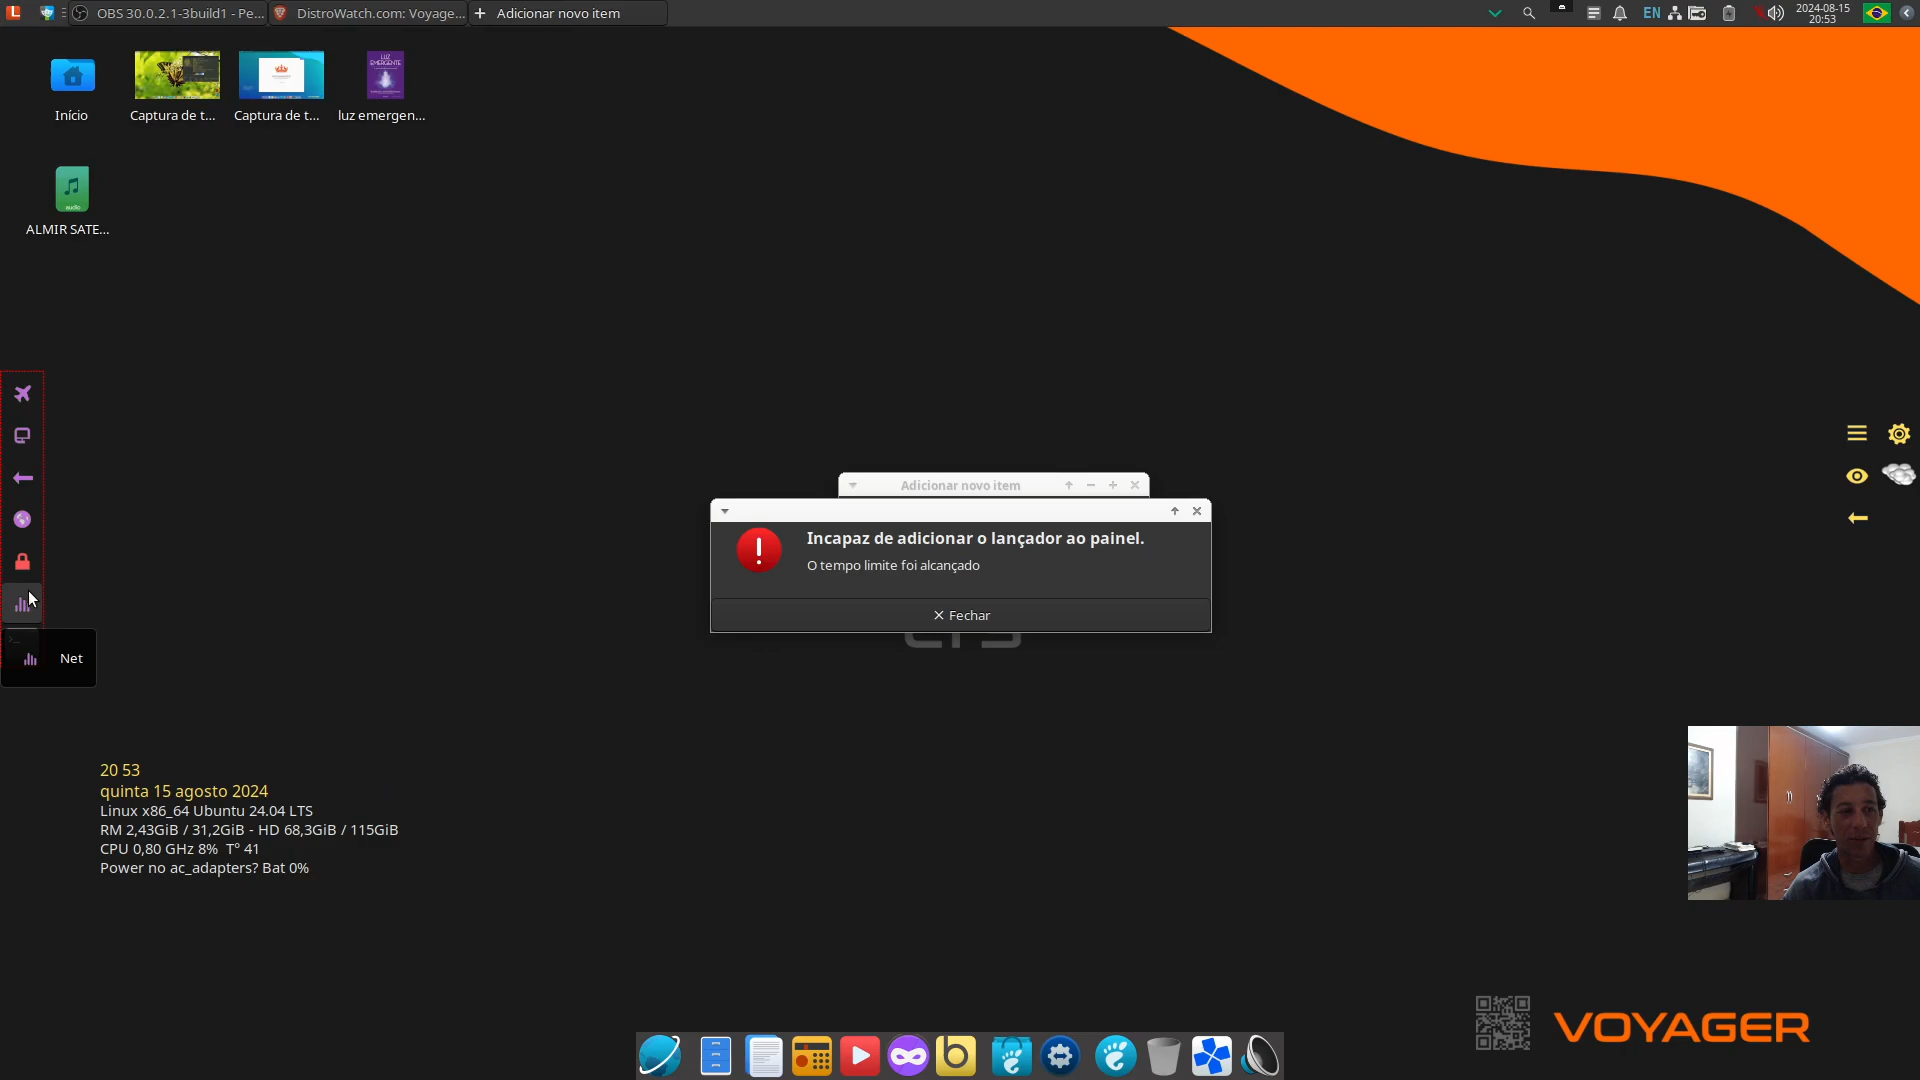 OBS 30.0.2.1-3build1 - Pe...
DistroWatch.com: Voyage...
Adicionar novo item
EN
2024-08-15
20:53
Início
Captura de t...
Captura de t...
luz emergen...
LUZ
EMERGENTE
audio
ALMIR SATE...
Adicionar novo item
Incapaz de adicionar o lançador ao painel.
O tempo limite foi alcançado
Fechar
Net
20 53
quinta 15 agosto 2024
Linux x86_64 Ubuntu 24.04 LTS
RM 2,43GiB / 31,2GiB - HD 68,3GiB / 115GiB
CPU 0,80 GHz 8% T° 41
Power no ac_adapters? Bat 0%
VOYAGER